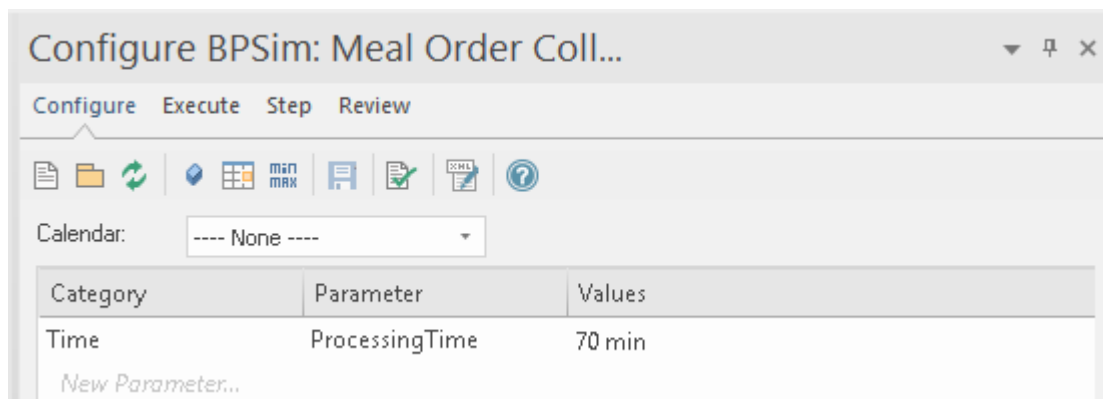 Configure BPSim: Meal Order Coll...
Configure Execute Step Review
min
max
XML
Calendar: ---- None ----
Category Parameter Values
Time ProcessingTime 70 min
New Parameter...